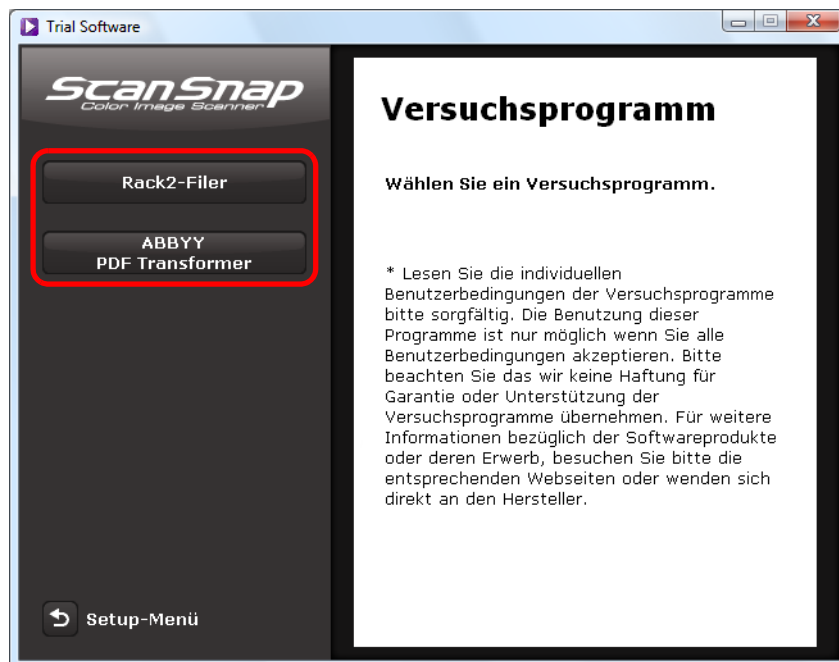 Trial Software
ScanSnap
Color Image Scanner
Rack2-Filer
ABBYY
PDF Transformer
Setup-Menü
Versuchsprogramm
Wählen Sie ein Versuchsprogramm.
* Lesen Sie die individuellen
Benutzerbedingungen der Versuchsprogramme
bitte sorgfältig. Die Benutzung dieser
Programme ist nur möglich wenn Sie alle
Benutzerbedingungen akzeptieren. Bitte
beachten Sie das wir keine Haftung für
Garantie oder Unterstützung der
Versuchsprogramme übernehmen. Für weitere
Informationen bezüglich der Softwareprodukte
oder deren Erwerb, besuchen Sie bitte die
entsprechenden Webseiten oder wenden sich
direkt an den Hersteller.